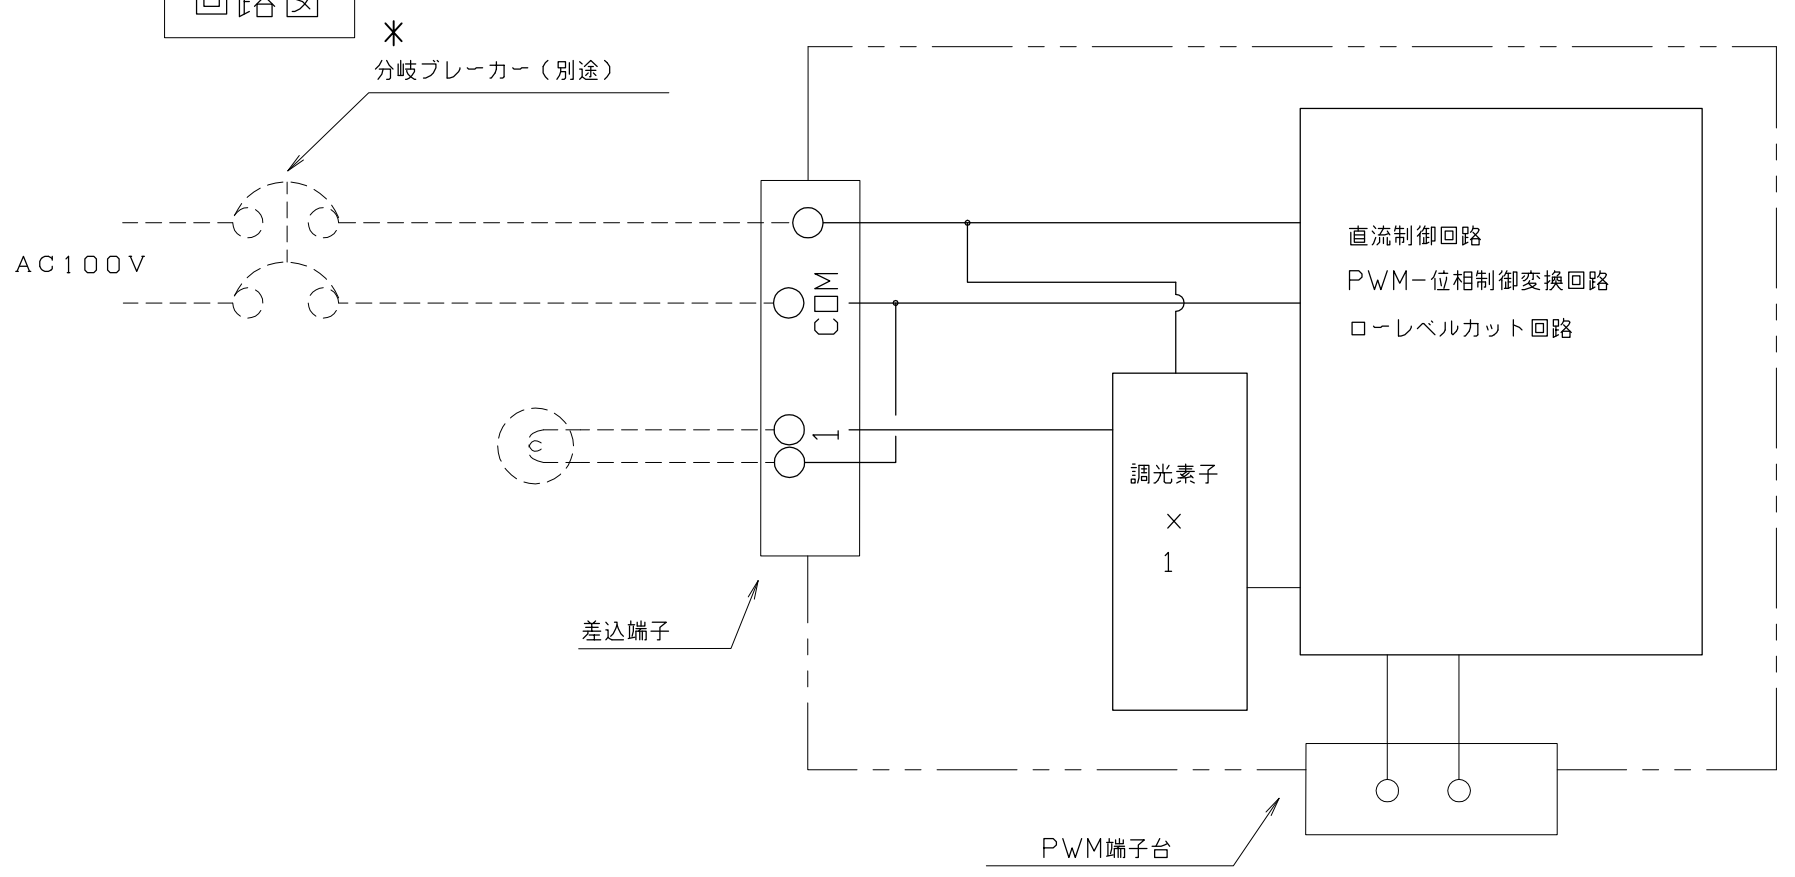 回路図
*
分岐ブレーカー（別途）
AC100V
COM
1
直流制御回路
PWM－位相制御変換回路
ローレベルカット回路
調光素子
×
1
差込端子
PWM端子台